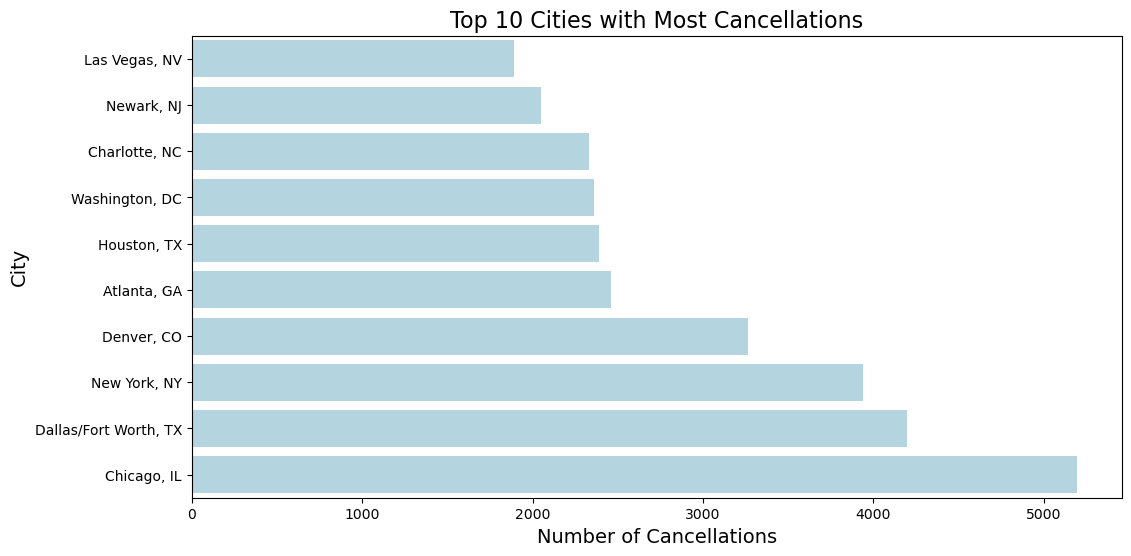 Top 10 Cities with Most Cancellations
City
Las Vegas, NV
Newark, NJ
Charlotte, NC
Washington, DC
Houston, TX
Atlanta, GA
Denver, CO
New York, NY
Dallas/Fort Worth, TX
Chicago, IL
0 1000 2000 3000 4000 5000
Number of Cancellations